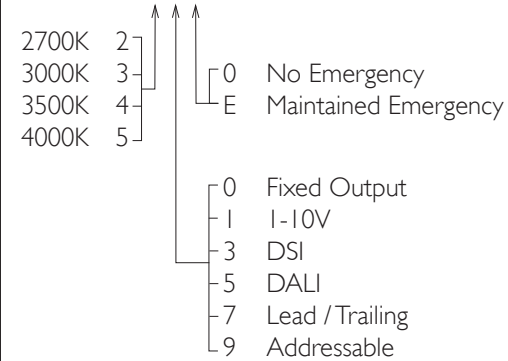 2700K 2
3000K 3
3500K 4
4000K 5
0 No Emergency
E Maintained Emergency
0 Fixed Output
1 1-10V
3 DSI
5 DALI
7 Lead / Trailing
9 Addressable